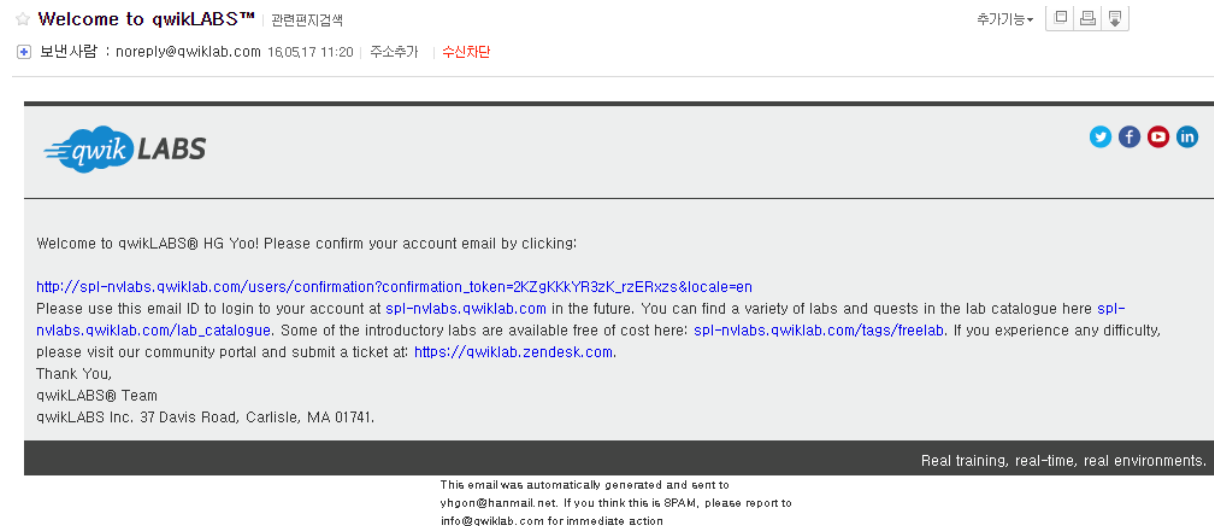 Welcome to qwikLABS™ 관련편지검색 추가기능
보낸사람 : noreply@qwiklab.com 16.05.17 11:20 주소추가 수신차단
qwik LABS
Welcome to qwikLABS® HG Yoo! Please confirm your account email by clicking:
http://spl-nvlabs.qwiklab.com/users/confirmation?confirmation_token=2KZgKKkYR3zK_rzERxzs&locale=en
Please use this email ID to login to your account at spl-nvlabs.qwiklab.com in the future. You can find a variety of labs and quests in the lab catalogue here spl-
nvlabs.qwiklab.com/lab_catalogue. Some of the introductory labs are available free of cost here: spl-nvlabs.qwiklab.com/tags/freelab. If you experience any difficulty,
please visit our community portal and submit a ticket at: https://qwiklab.zendesk.com.
Thank You,
qwikLABS® Team
qwikLABS Inc. 37 Davis Road, Carlisle, MA 01741.
Real training, real-time, real environments.
This email was automatically generated and sent to
yhgon@hanmail.net. If you think this is SPAM, please report to
info@qwiklab.com for immediate action